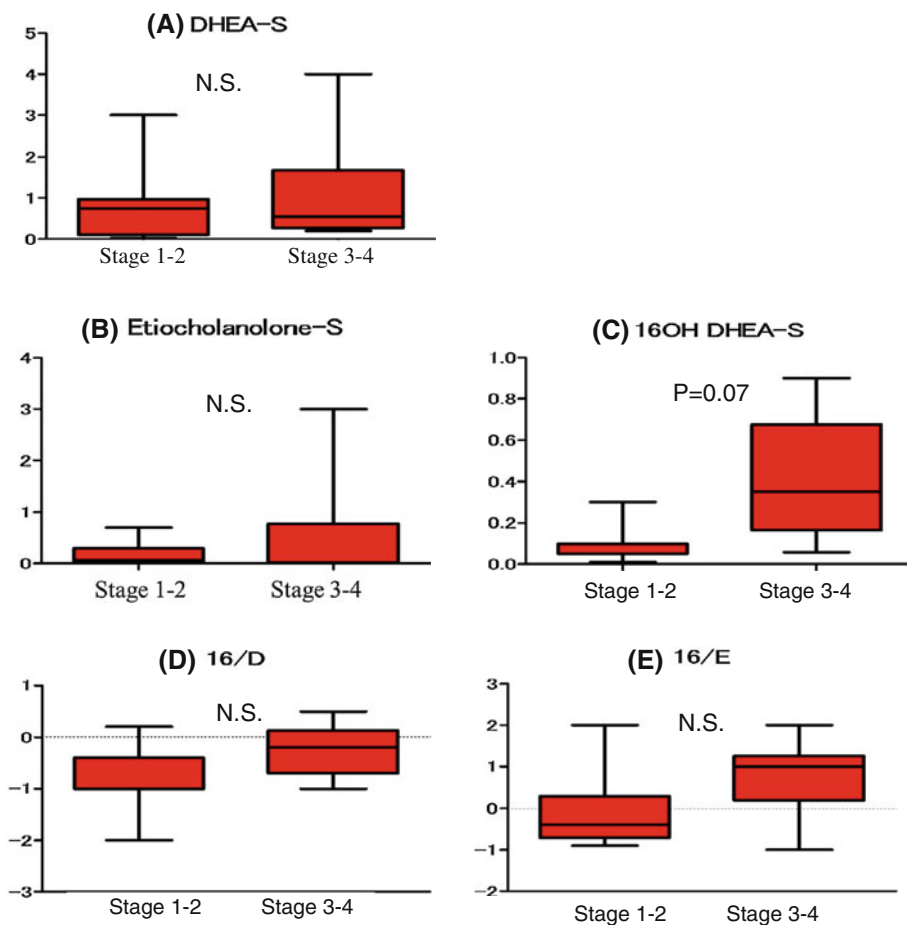 (A) DHEA-S
N.S.
5
4
3
2
1
0
Stage 1-2 Stage 3-4
(B) Etiocholanolone-S
N.S.
4
3
2
1
0
Stage 1-2 Stage 3-4
(C) 16OH DHEA-S
P=0.07
1.0
0.8
0.6
0.4
0.2
0.0
Stage 1-2 Stage 3-4
(D) 16/D
N.S.
1
0
−1
−2
−3
Stage 1-2 Stage 3-4
(E) 16/E
N.S.
3
2
1
0
−1
−2
Stage 1-2 Stage 3-4